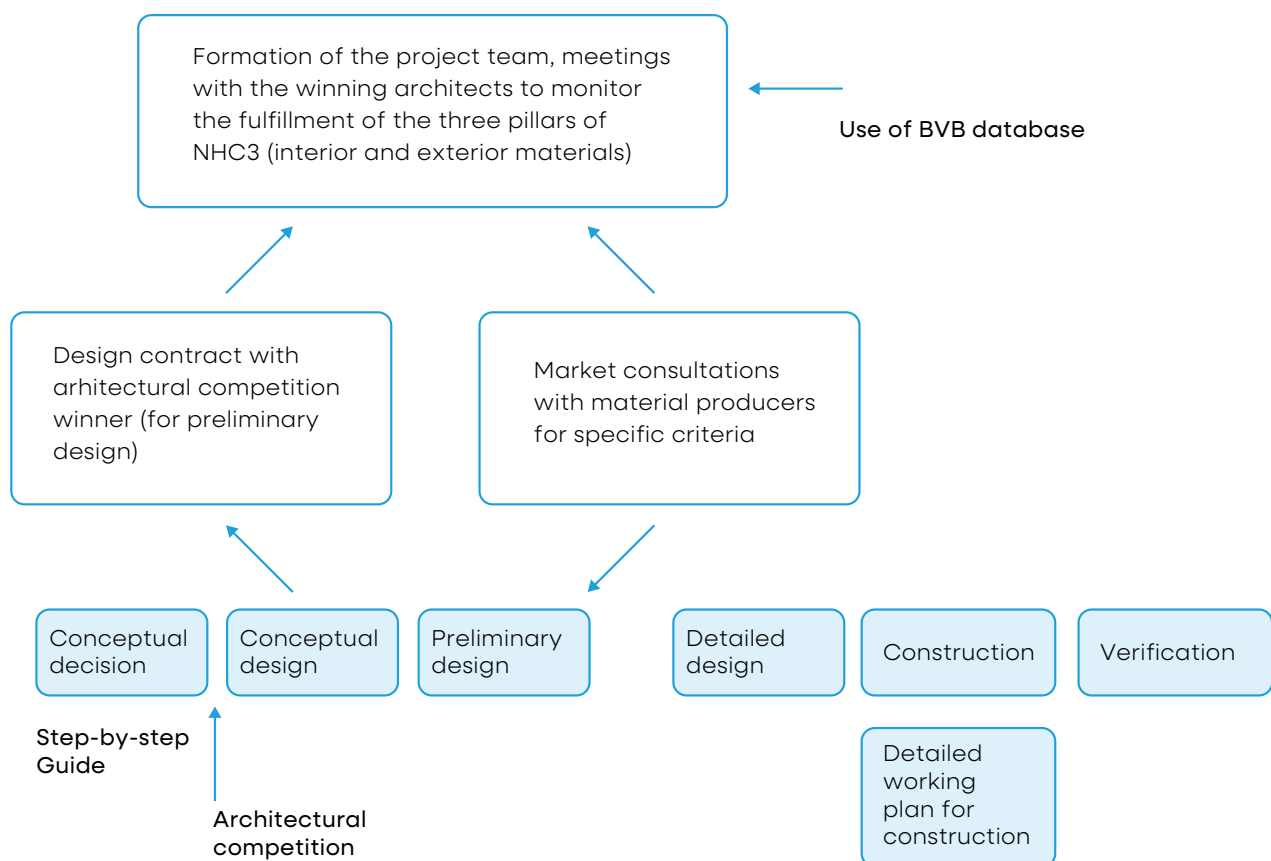 Formation of the project team, meetings
with the winning architects to monitor
the fulfillment of the three pillars of
NHC3 (interior and exterior materials)
Use of BVB database
Design contract with
arhitectural competition
winner (for preliminary
design)
Market consultations
with material producers
for specific criteria
Conceptual
decision
Conceptual
design
Preliminary
design
Detailed
design
Construction
Verification
Step-by-step
Guide
Architectural
competition
Detailed
working
plan for
construction